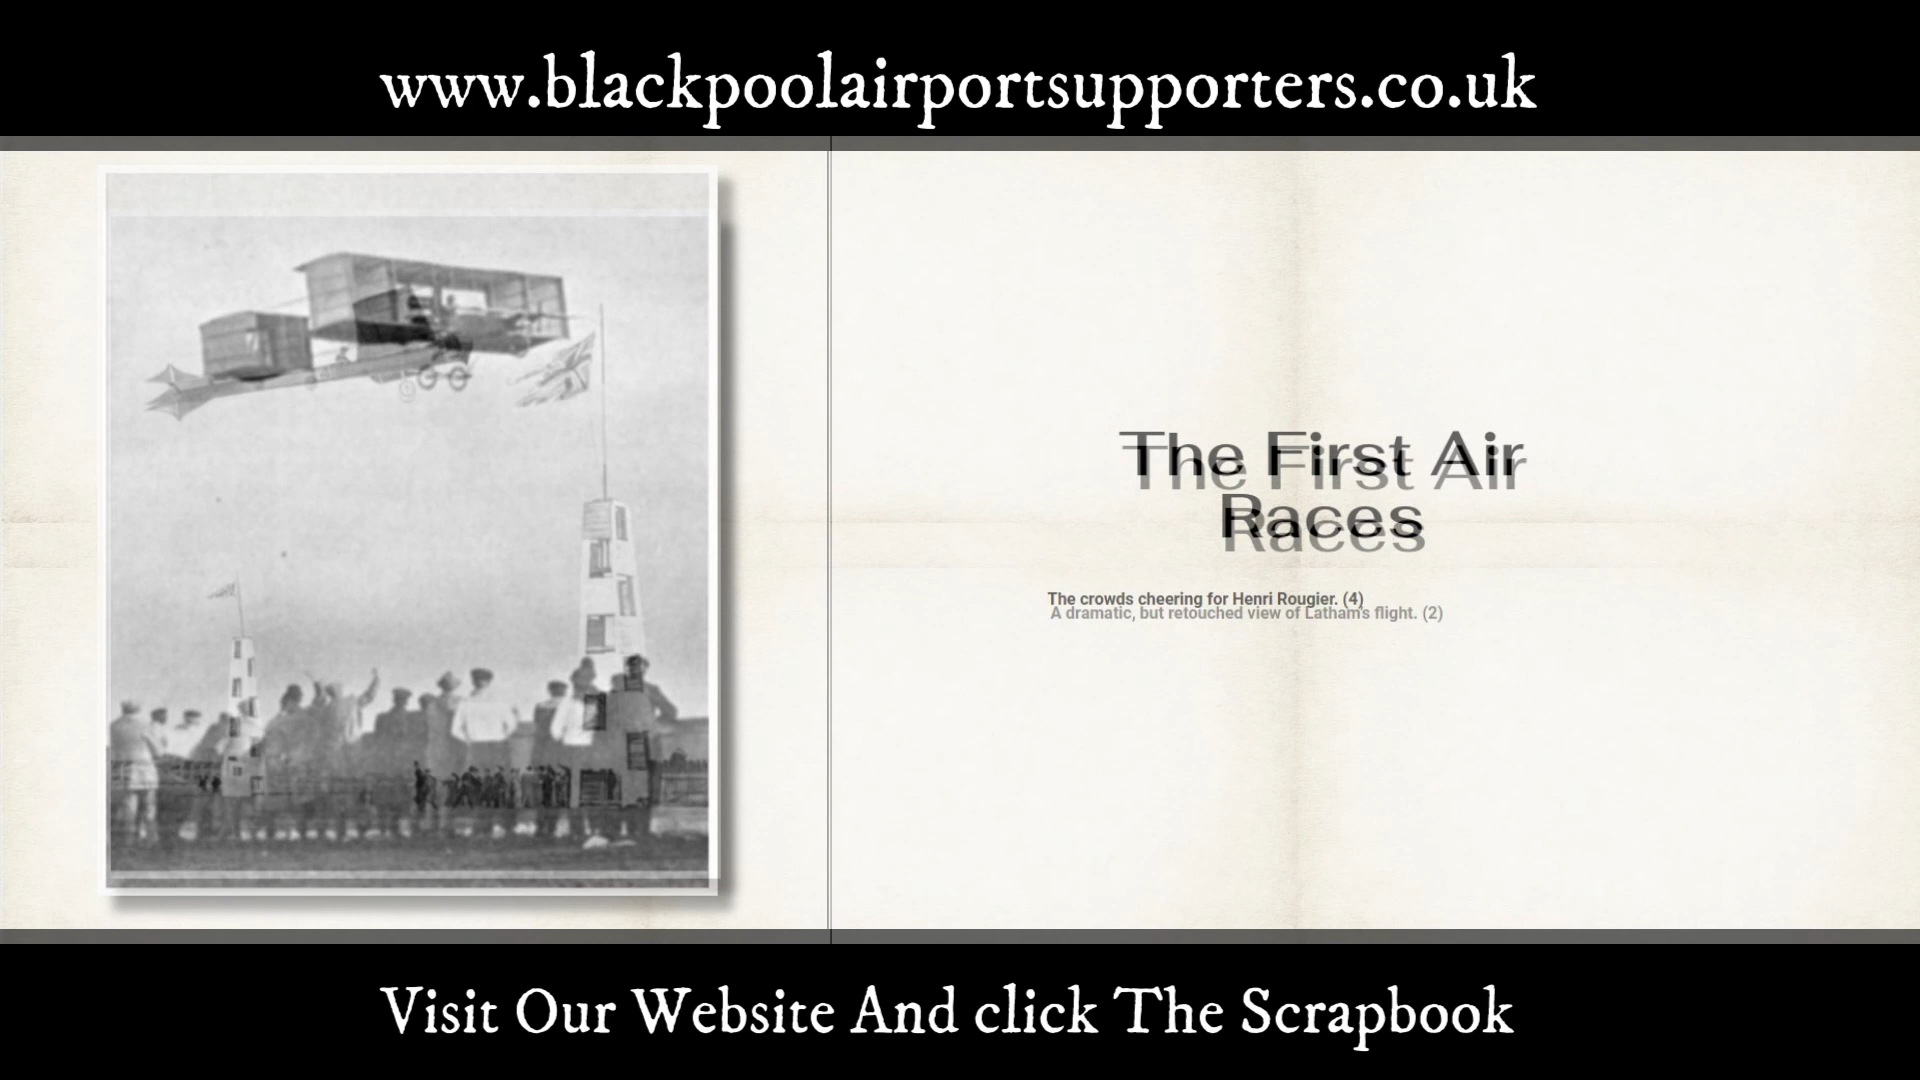 www.blackpoolairportsupporters.co.uk
The First Air
Races
The crowds cheering for Henri Rougier. (4)
A dramatic, but retouched view of Latham's flight. (2)
Visit Our Website And click The Scrapbook